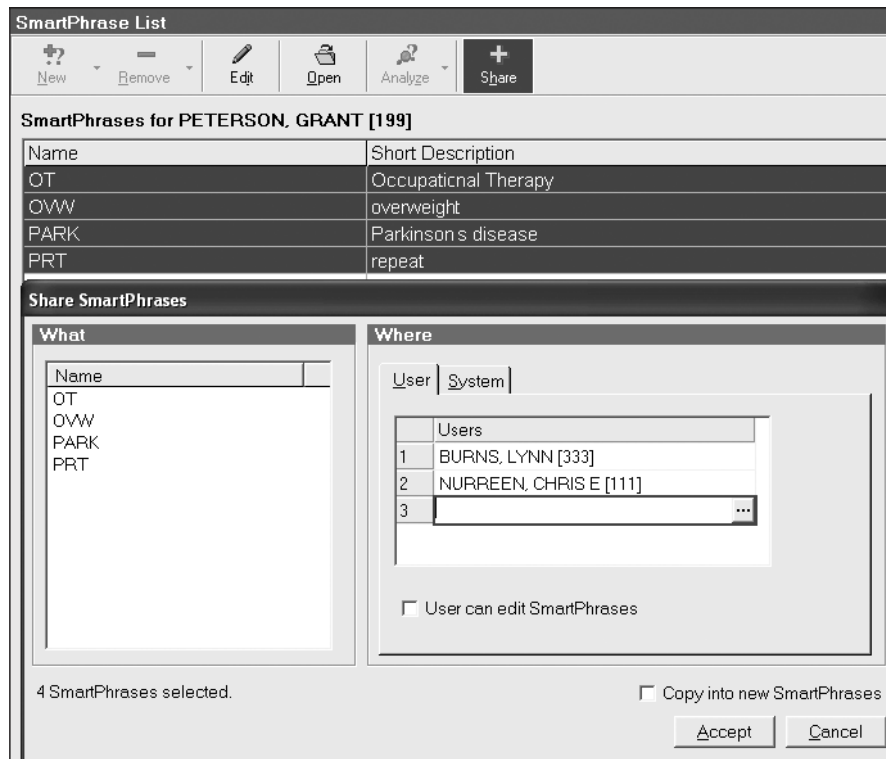 SmartPhrase List
New Remove Edit Open Analyze Share
SmartPhrases for PETERSON, GRANT [199]
Name Short Description
OT Occupaticnal Therapy
OVW overweight
PARK Parkinson s disease
PRT repeat
Share SmartPhrases
What
Name
OT
OVW
PARK
PRT
Where
User System
Users
1 BURNS, LYNN [333]
2 NURREEN, CHRIS E [111]
3
User can edit SmartPhrases
4 SmartPhrases selected.
Copy into new SmartPhrases
Accept Cancel